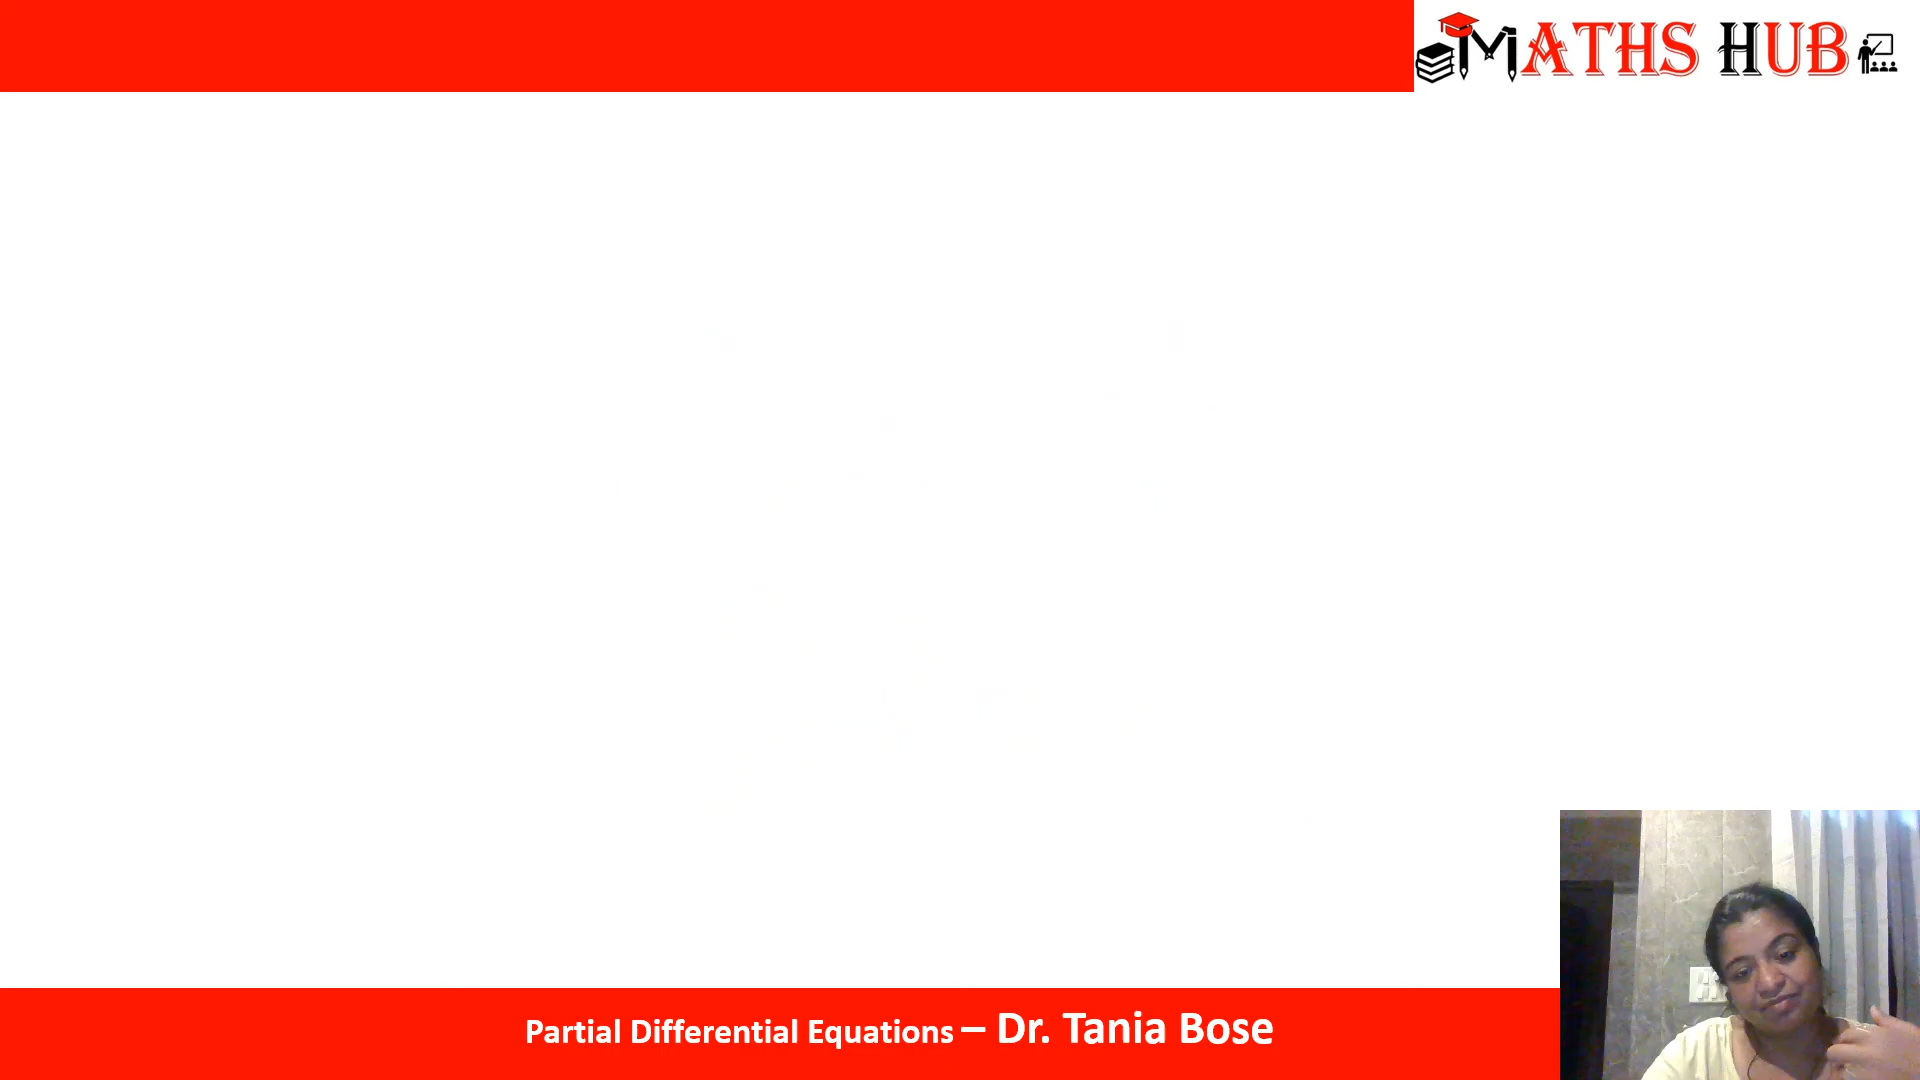 MATHS HUB
Partial Differential Equations – Dr. Tania Bose